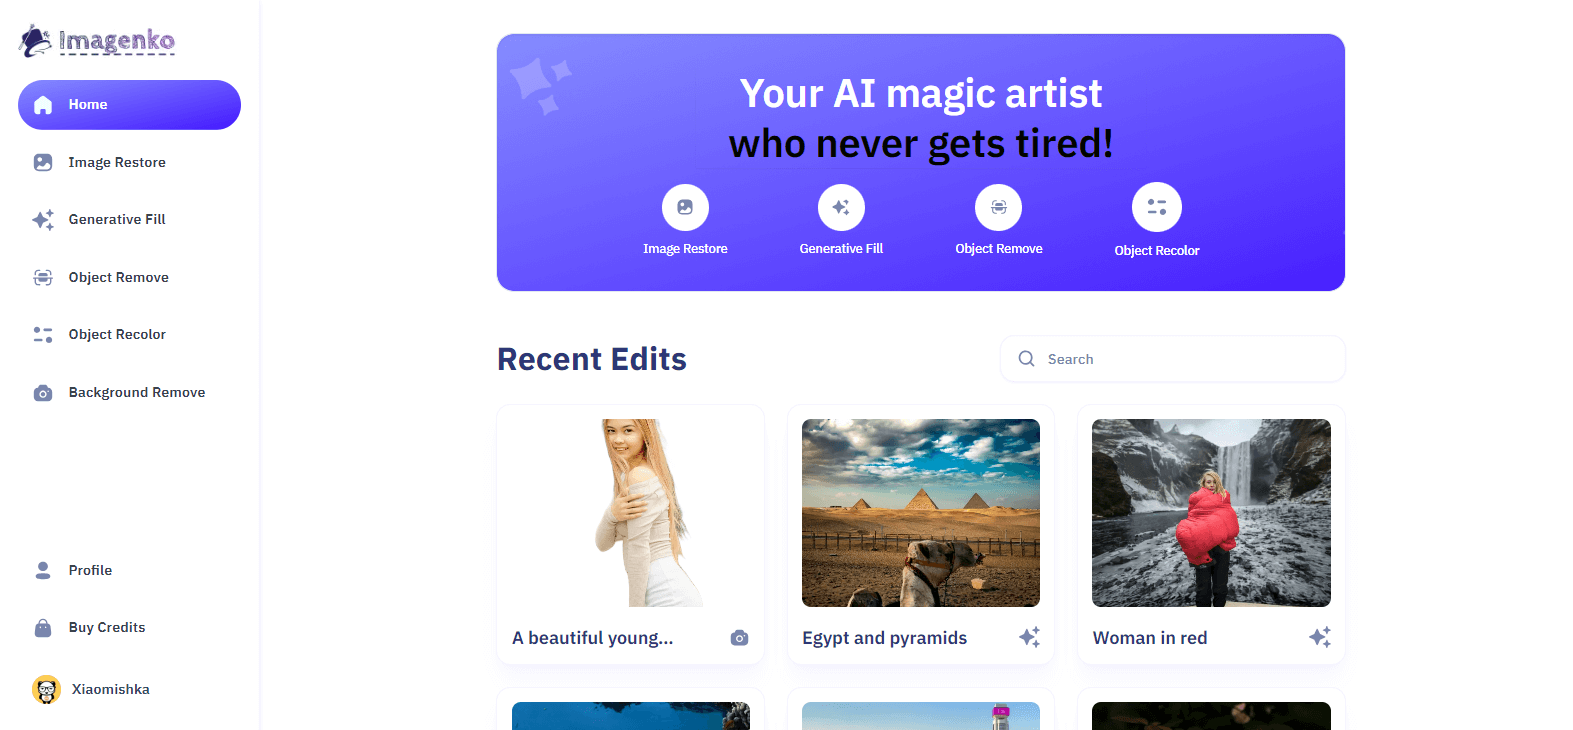 Imagenko
Home
Image Restore
Generative Fill
Object Remove
Object Recolor
Background Remove
Profile
Buy Credits
Xiaomishka
Your AI magic artist
who never gets tired!
Image Restore
Generative Fill
Object Remove
Object Recolor
Recent Edits
Search
A beautiful young...
Egypt and pyramids
Woman in red